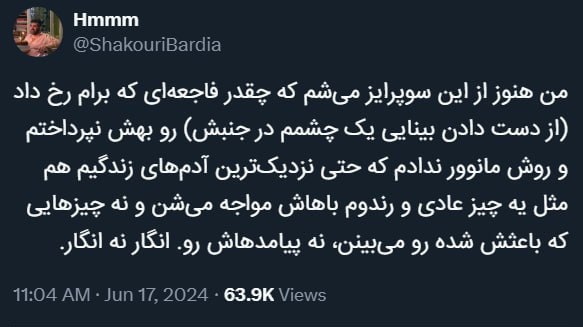 Hmmm
@ShakouriBardia
من هنوز از این سوپرایز می‌شم که چقدر فاجعه‌ای که برام رخ داد
(از دست دادن بینایی یک چشمم در جنبش) رو بهش نپرداختم
و روش مانوور ندادم که حتی نزدیک‌ترین آدم‌های زندگیم هم
مثل یه چیز عادی و رندوم باهاش مواجه می‌شن و نه چیزهایی
که باعثش شده رو می‌بینن، نه پیامدهاش رو. انگار نه انگار.
11:04 AM · Jun 17, 2024 · 63.9K Views